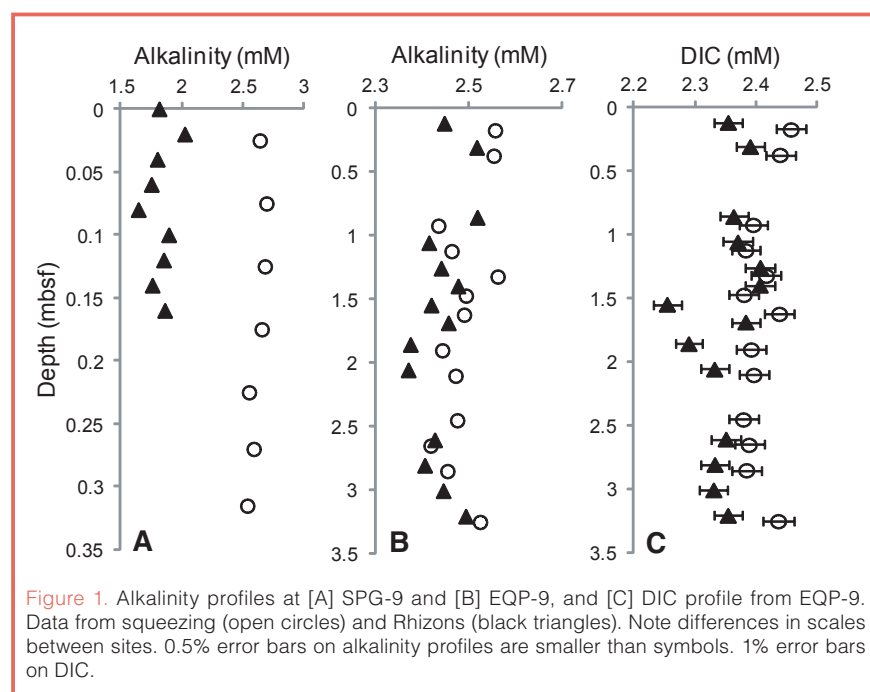 Alkalinity (mM)
1.5 2 2.5 3
Depth (mbsf)
0
0.05
0.1
0.15
0.2
0.25
0.3
0.35
A
Alkalinity (mM)
2.3 2.5 2.7
0
0.5
1
1.5
2
2.5
3
3.5
B
DIC (mM)
2.2 2.3 2.4 2.5
0
0.5
1
1.5
2
2.5
3
3.5
C
Figure 1. Alkalinity profiles at [A] SPG-9 and [B] EQP-9, and [C] DIC profile from EQP-9.
Data from squeezing (open circles) and Rhizons (black triangles). Note differences in scales
between sites. 0.5% error bars on alkalinity profiles are smaller than symbols. 1% error bars
on DIC.